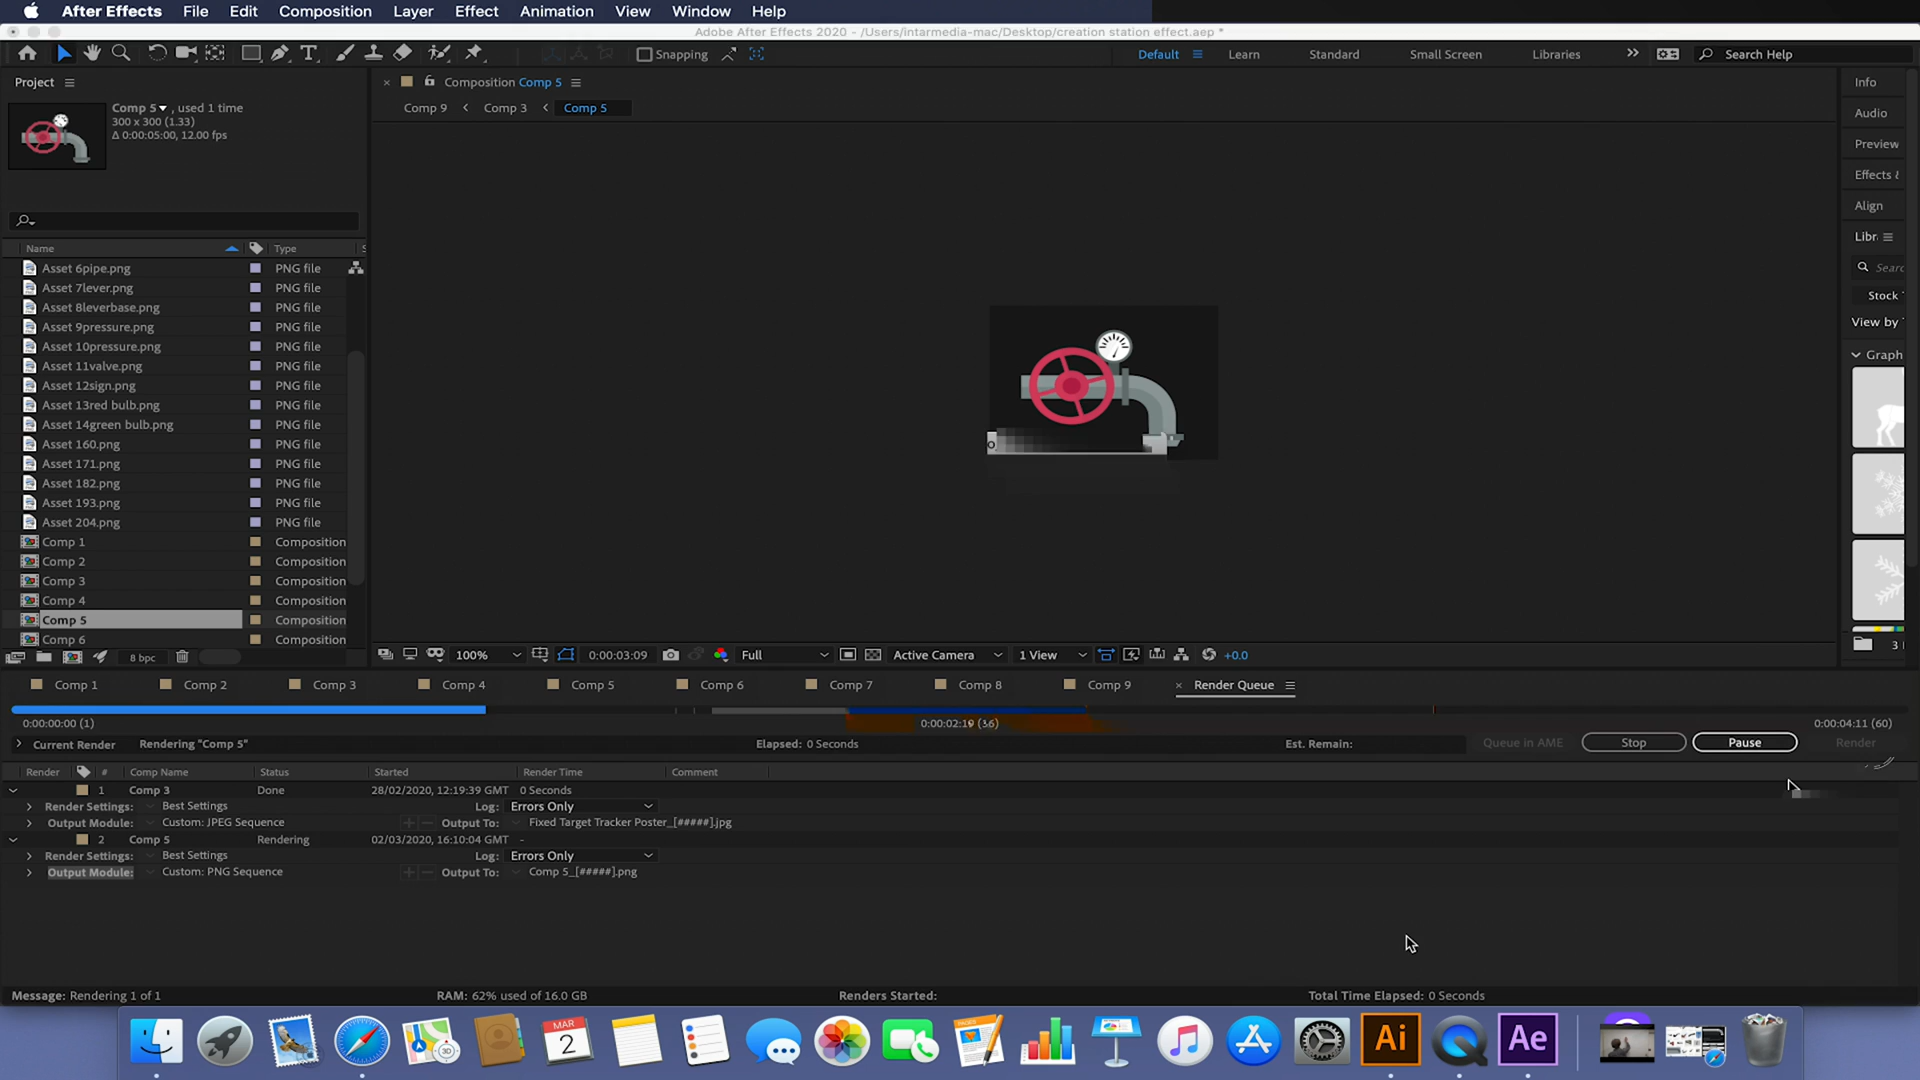 After Effects File Edit Composition Layer Effect Animation View Window Help
Adobe After Effects 2020 - /Users/intarmedia-mac/Desktop/creation station effect.aep *
Snapping Default Learn Standard Small Screen Libraries Search Help
Project Composition Comp 5 Info
Comp 9 Comp 3 Comp 5
Comp 5 , used 1 time
300 x 300 (1.33)
Δ 0:00:05:00, 12.00 fps
Audio
Preview
Effects &
Align
Libr
Sear
Stock
View by
Graph
Name Type S
Asset 6pipe.png PNG file
Asset 7lever.png PNG file
Asset 8leverbase.png PNG file
Asset 9pressure.png PNG file
Asset 10pressure.png PNG file
Asset 11valve.png PNG file
Asset 12sign.png PNG file
Asset 13red bulb.png PNG file
Asset 14green bulb.png PNG file
Asset 160.png PNG file
Asset 171.png PNG file
Asset 182.png PNG file
Asset 193.png PNG file
Asset 204.png PNG file
Comp 1 Composition
Comp 2 Composition
Comp 3 Composition
Comp 4 Composition
Comp 5 Composition
Comp 6 Composition
3
8 bpc 100% 0:00:03:09 Full Active Camera 1 View +0.0
Comp 1 Comp 2 Comp 3 Comp 4 Comp 5 Comp 6 Comp 7 Comp 8 Comp 9 Render Queue
0:00:00:00 (1) 0:00:04:11 (60)
Current Render Rendering "Comp 5" Elapsed: 0 Seconds Est. Remain: Queue in AME Stop Pause Render
Render # Comp Name Status Started Render Time Comment
1 Comp 3 Done 28/02/2020, 12:19:39 GMT 0 Seconds
Render Settings: Best Settings Log: Errors Only
Output Module: Custom: JPEG Sequence Output To: Fixed Target Tracker Poster_[#####].jpg
2 Comp 5 Rendering 02/03/2020, 16:10:04 GMT -
Render Settings: Best Settings Log: Errors Only
Output Module: Custom: PNG Sequence Output To: Comp 5_[#####].png
Message: Rendering 1 of 1 RAM: 62% used of 16.0 GB Renders Started: Total Time Elapsed: 0 Seconds
MAR
2
Ai
Ae